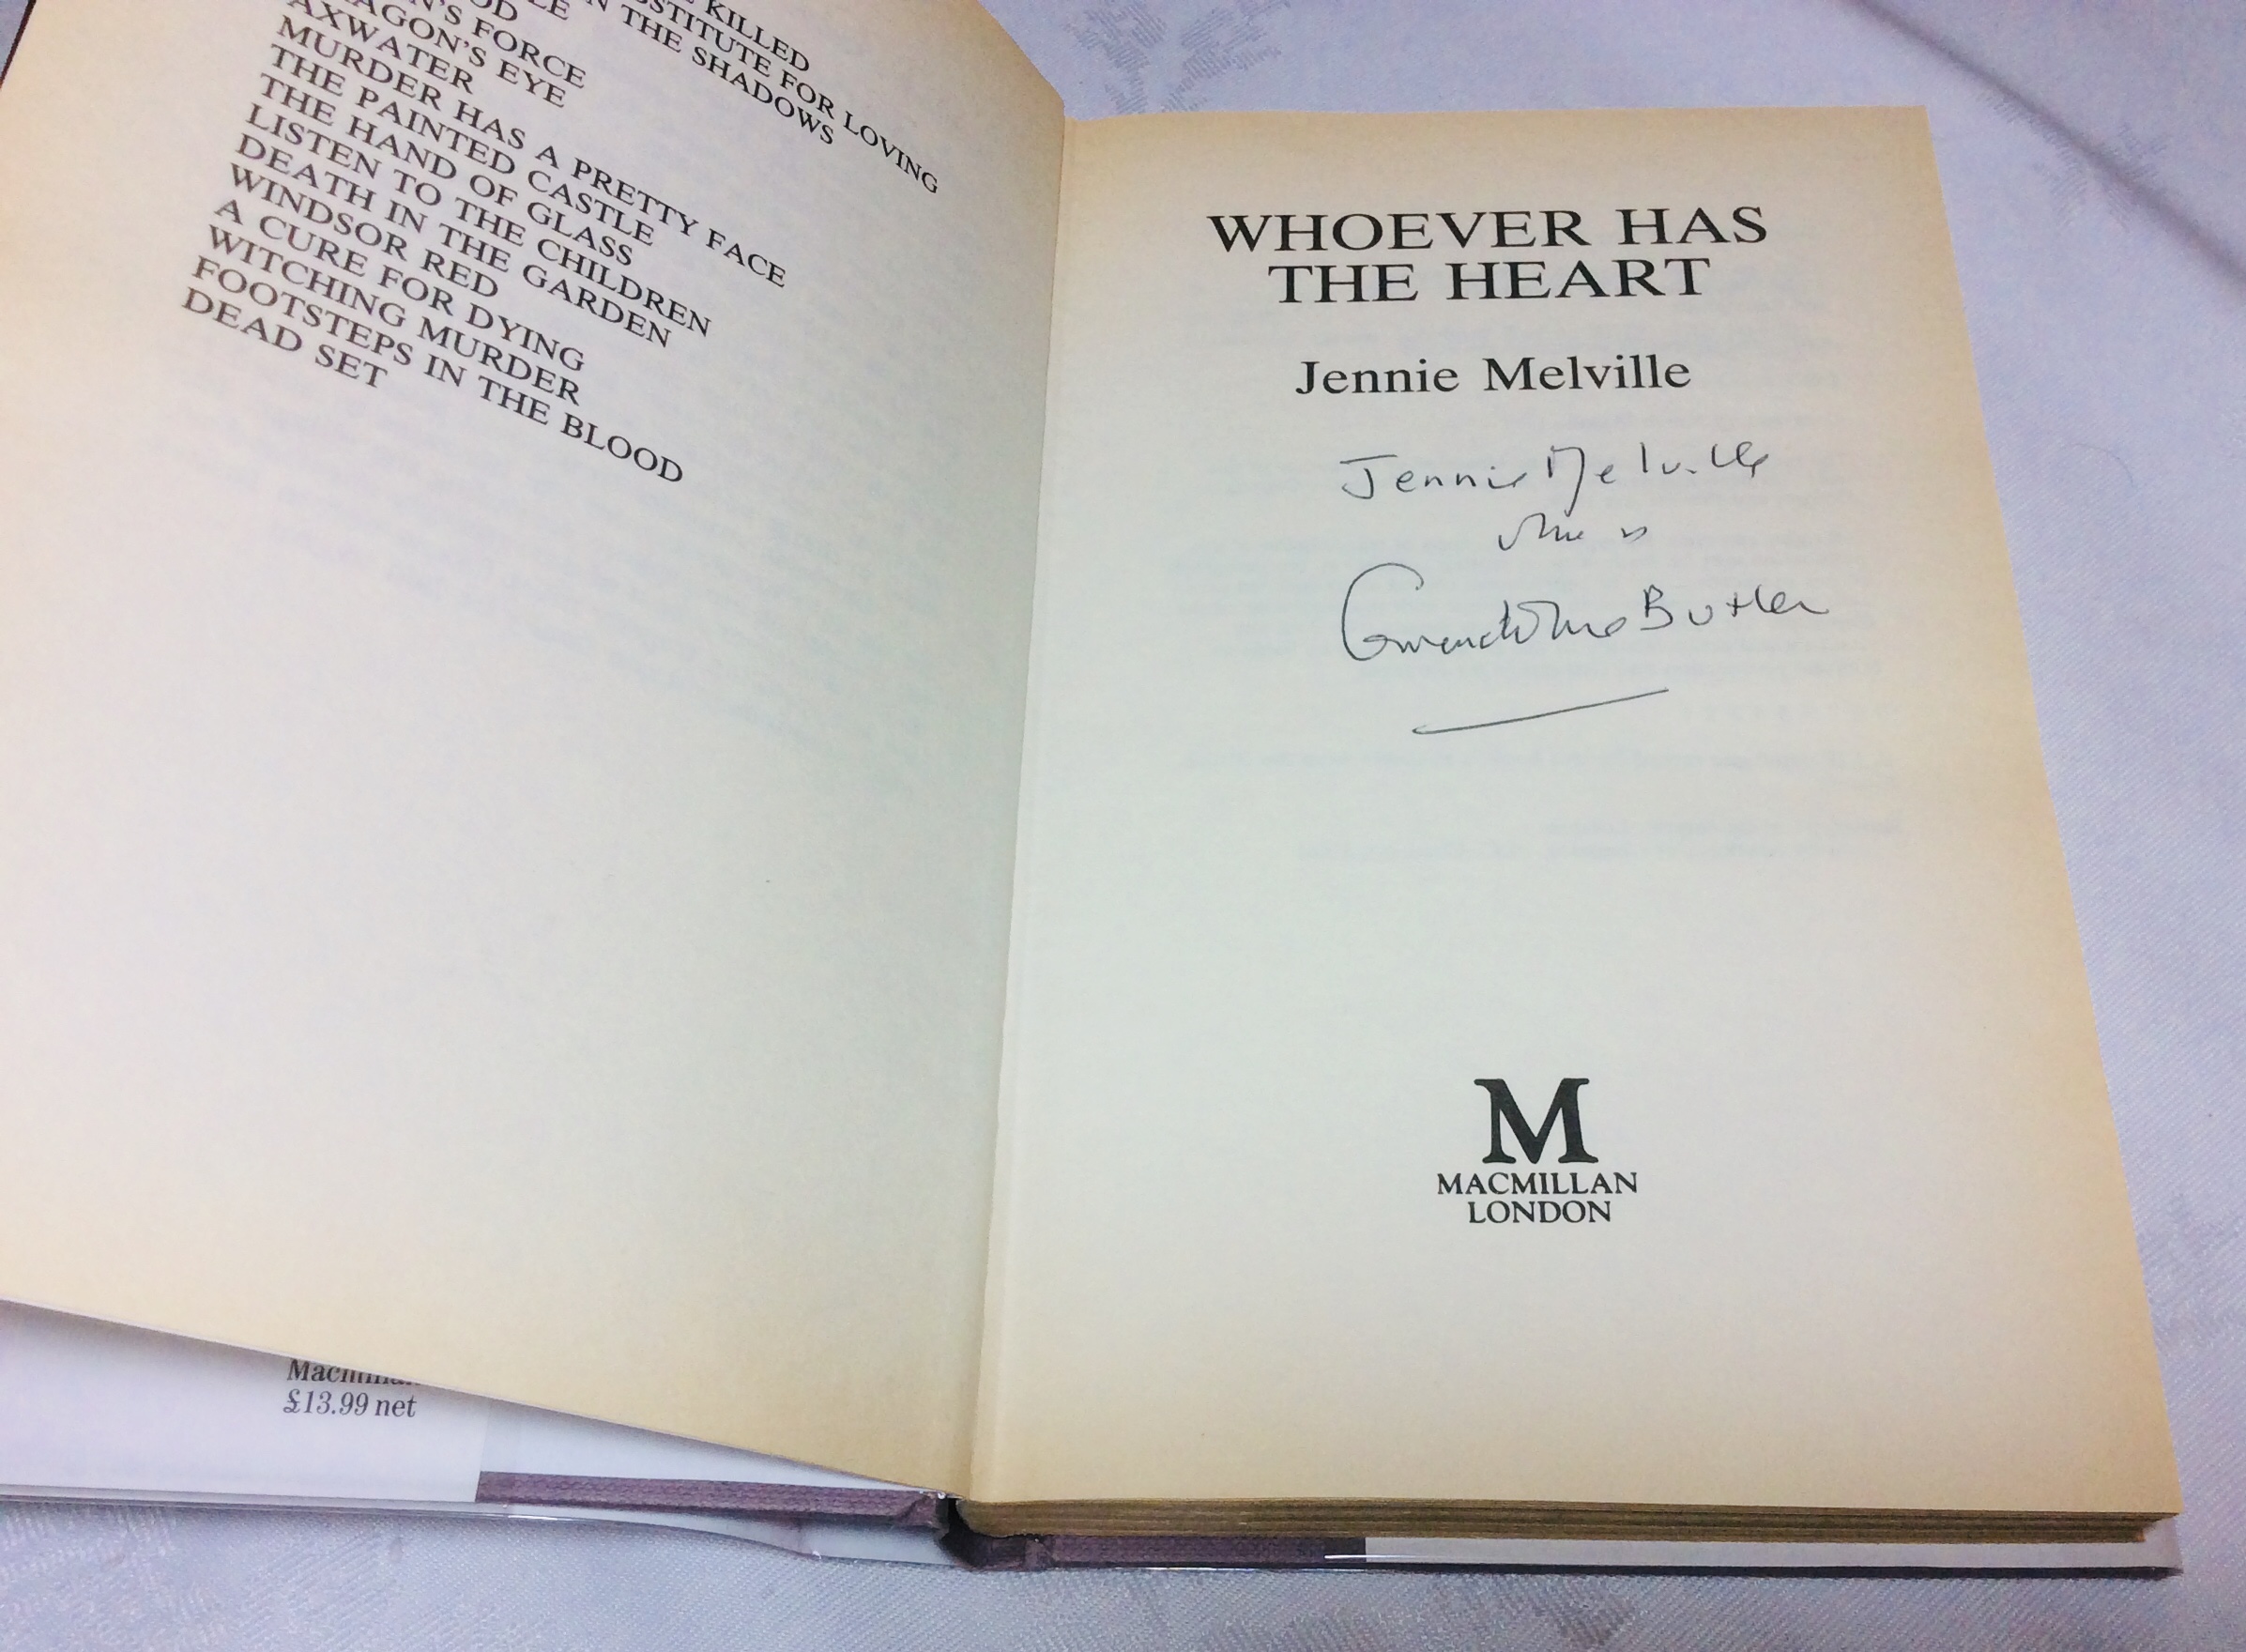 KILLED
STITUTE FOR LOVING
N THE SHADOWS
OD
N'S FORCE
AGON'S EYE
AXWATER
MURDER HAS A PRETTY FACE
THE PAINTED CASTLE
THE HAND OF GLASS
LISTEN TO THE CHILDREN
DEATH IN THE GARDEN
WINDSOR RED
A CURE FOR DYING
WITCHING MURDER
FOOTSTEPS IN THE BLOOD
DEAD SET
Macmilla
£13.99 net
WHOEVER HAS
THE HEART
Jennie Melville
Jennie Melville
Gwendoline Butler
M
MACMILLAN
LONDON